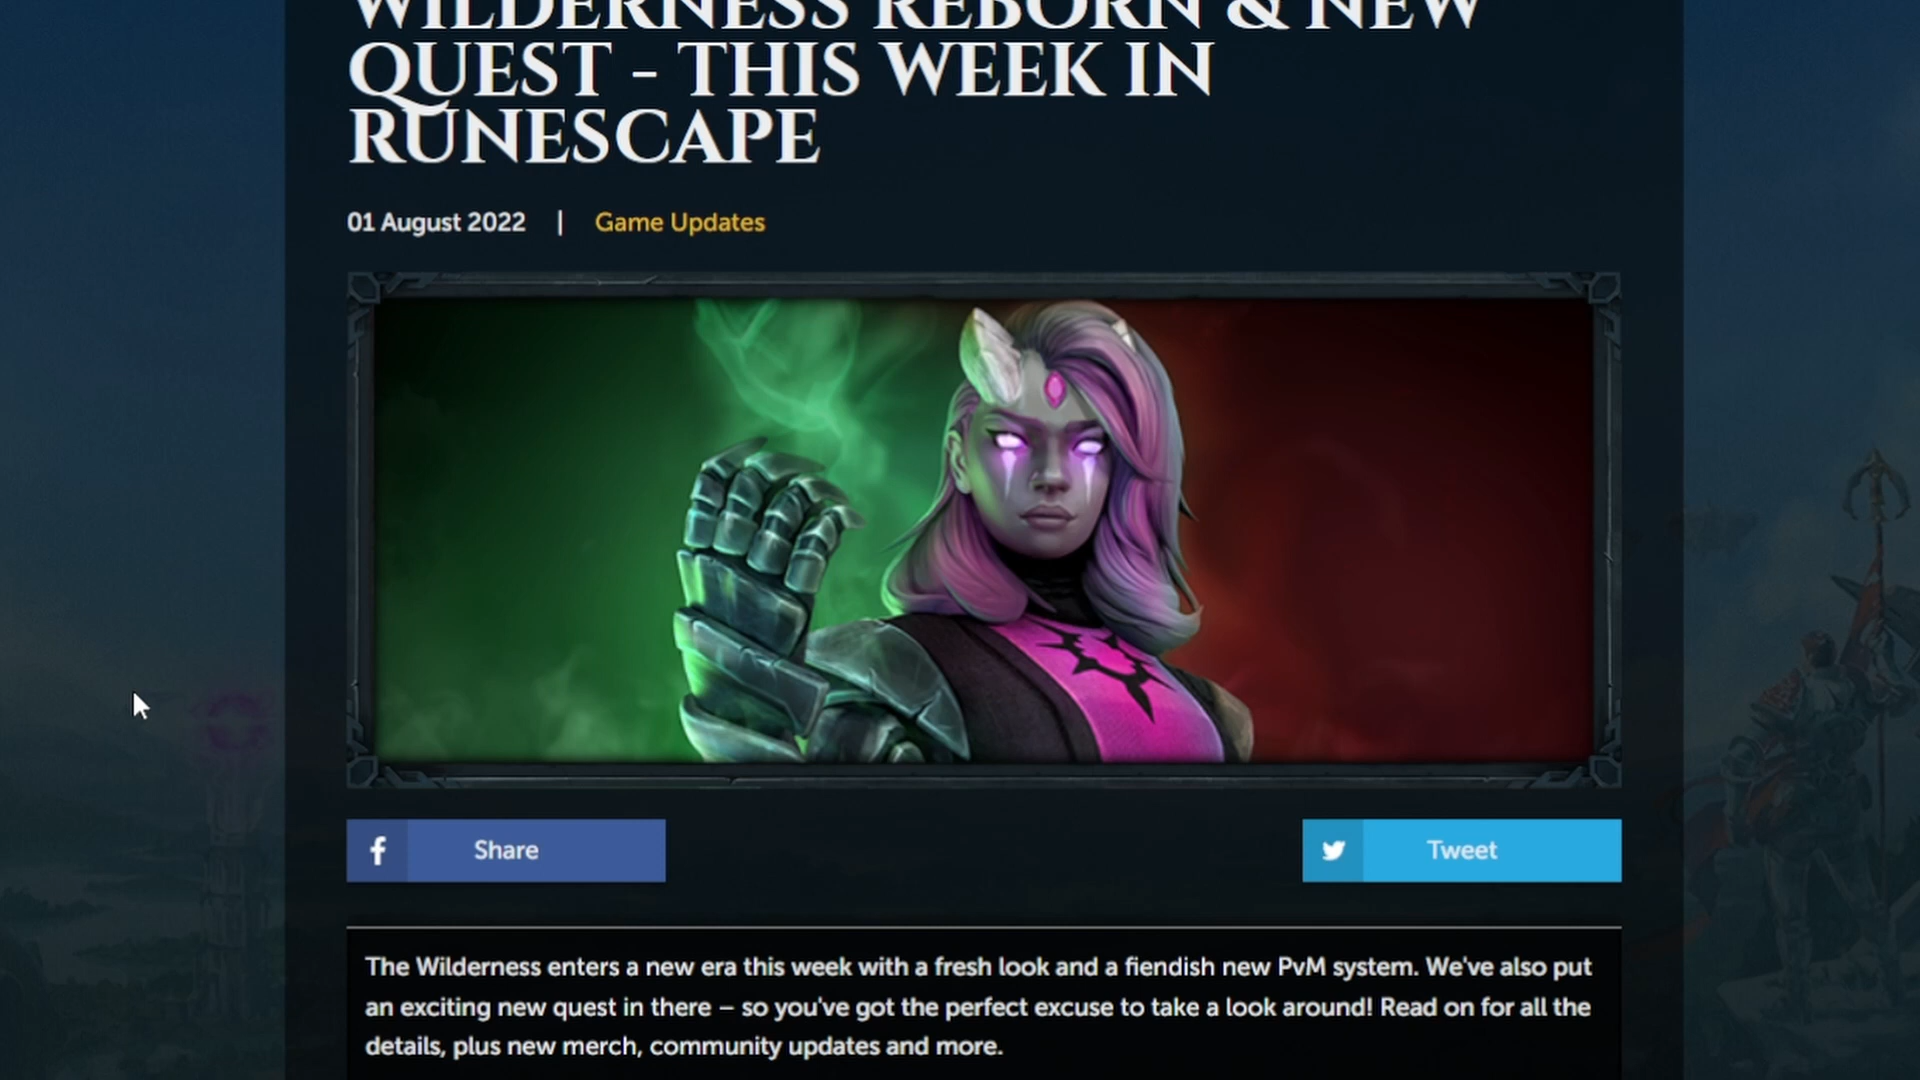 WILDERNESS REBORN & NEW
QUEST - THIS WEEK IN
RUNESCAPE
01 August 2022 | Game Updates
Share
Tweet
The Wilderness enters a new era this week with a fresh look and a fiendish new PvM system. We've also put
an exciting new quest in there – so you've got the perfect excuse to take a look around! Read on for all the
details, plus new merch, community updates and more.